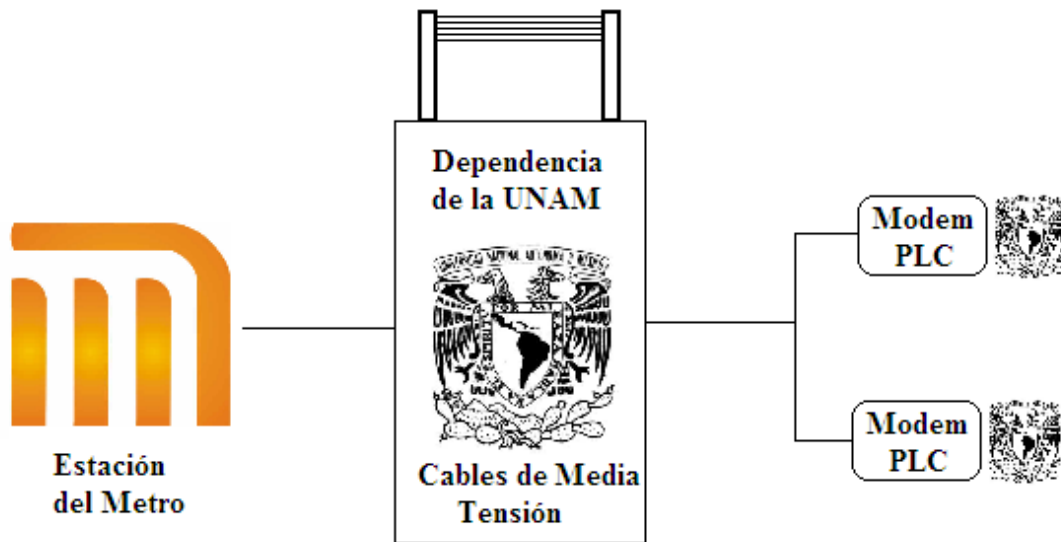 Dependencia
de la UNAM
Modem
PLC
Estación
del Metro
Cables de Media
Tensión
Modem
PLC